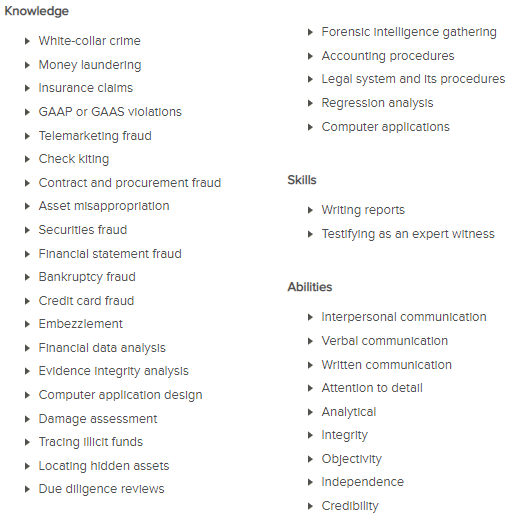 Knowledge
White-collar crime
Money laundering
Insurance claims
GAAP or GAAS violations
Telemarketing fraud
Check kiting
Contract and procurement fraud
Asset misappropriation
Securities fraud
Financial statement fraud
Bankruptcy fraud
Credit card fraud
Embezzlement
Financial data analysis
Evidence integrity analysis
Computer application design
Damage assessment
Tracing illicit funds
Locating hidden assets
Due diligence reviews
Forensic intelligence gathering
Accounting procedures
Legal system and its procedures
Regression analysis
Computer applications
Skills
Writing reports
Testifying as an expert witness
Abilities
Interpersonal communication
Verbal communication
Written communication
Attention to detail
Analytical
Integrity
Objectivity
Independence
Credibility